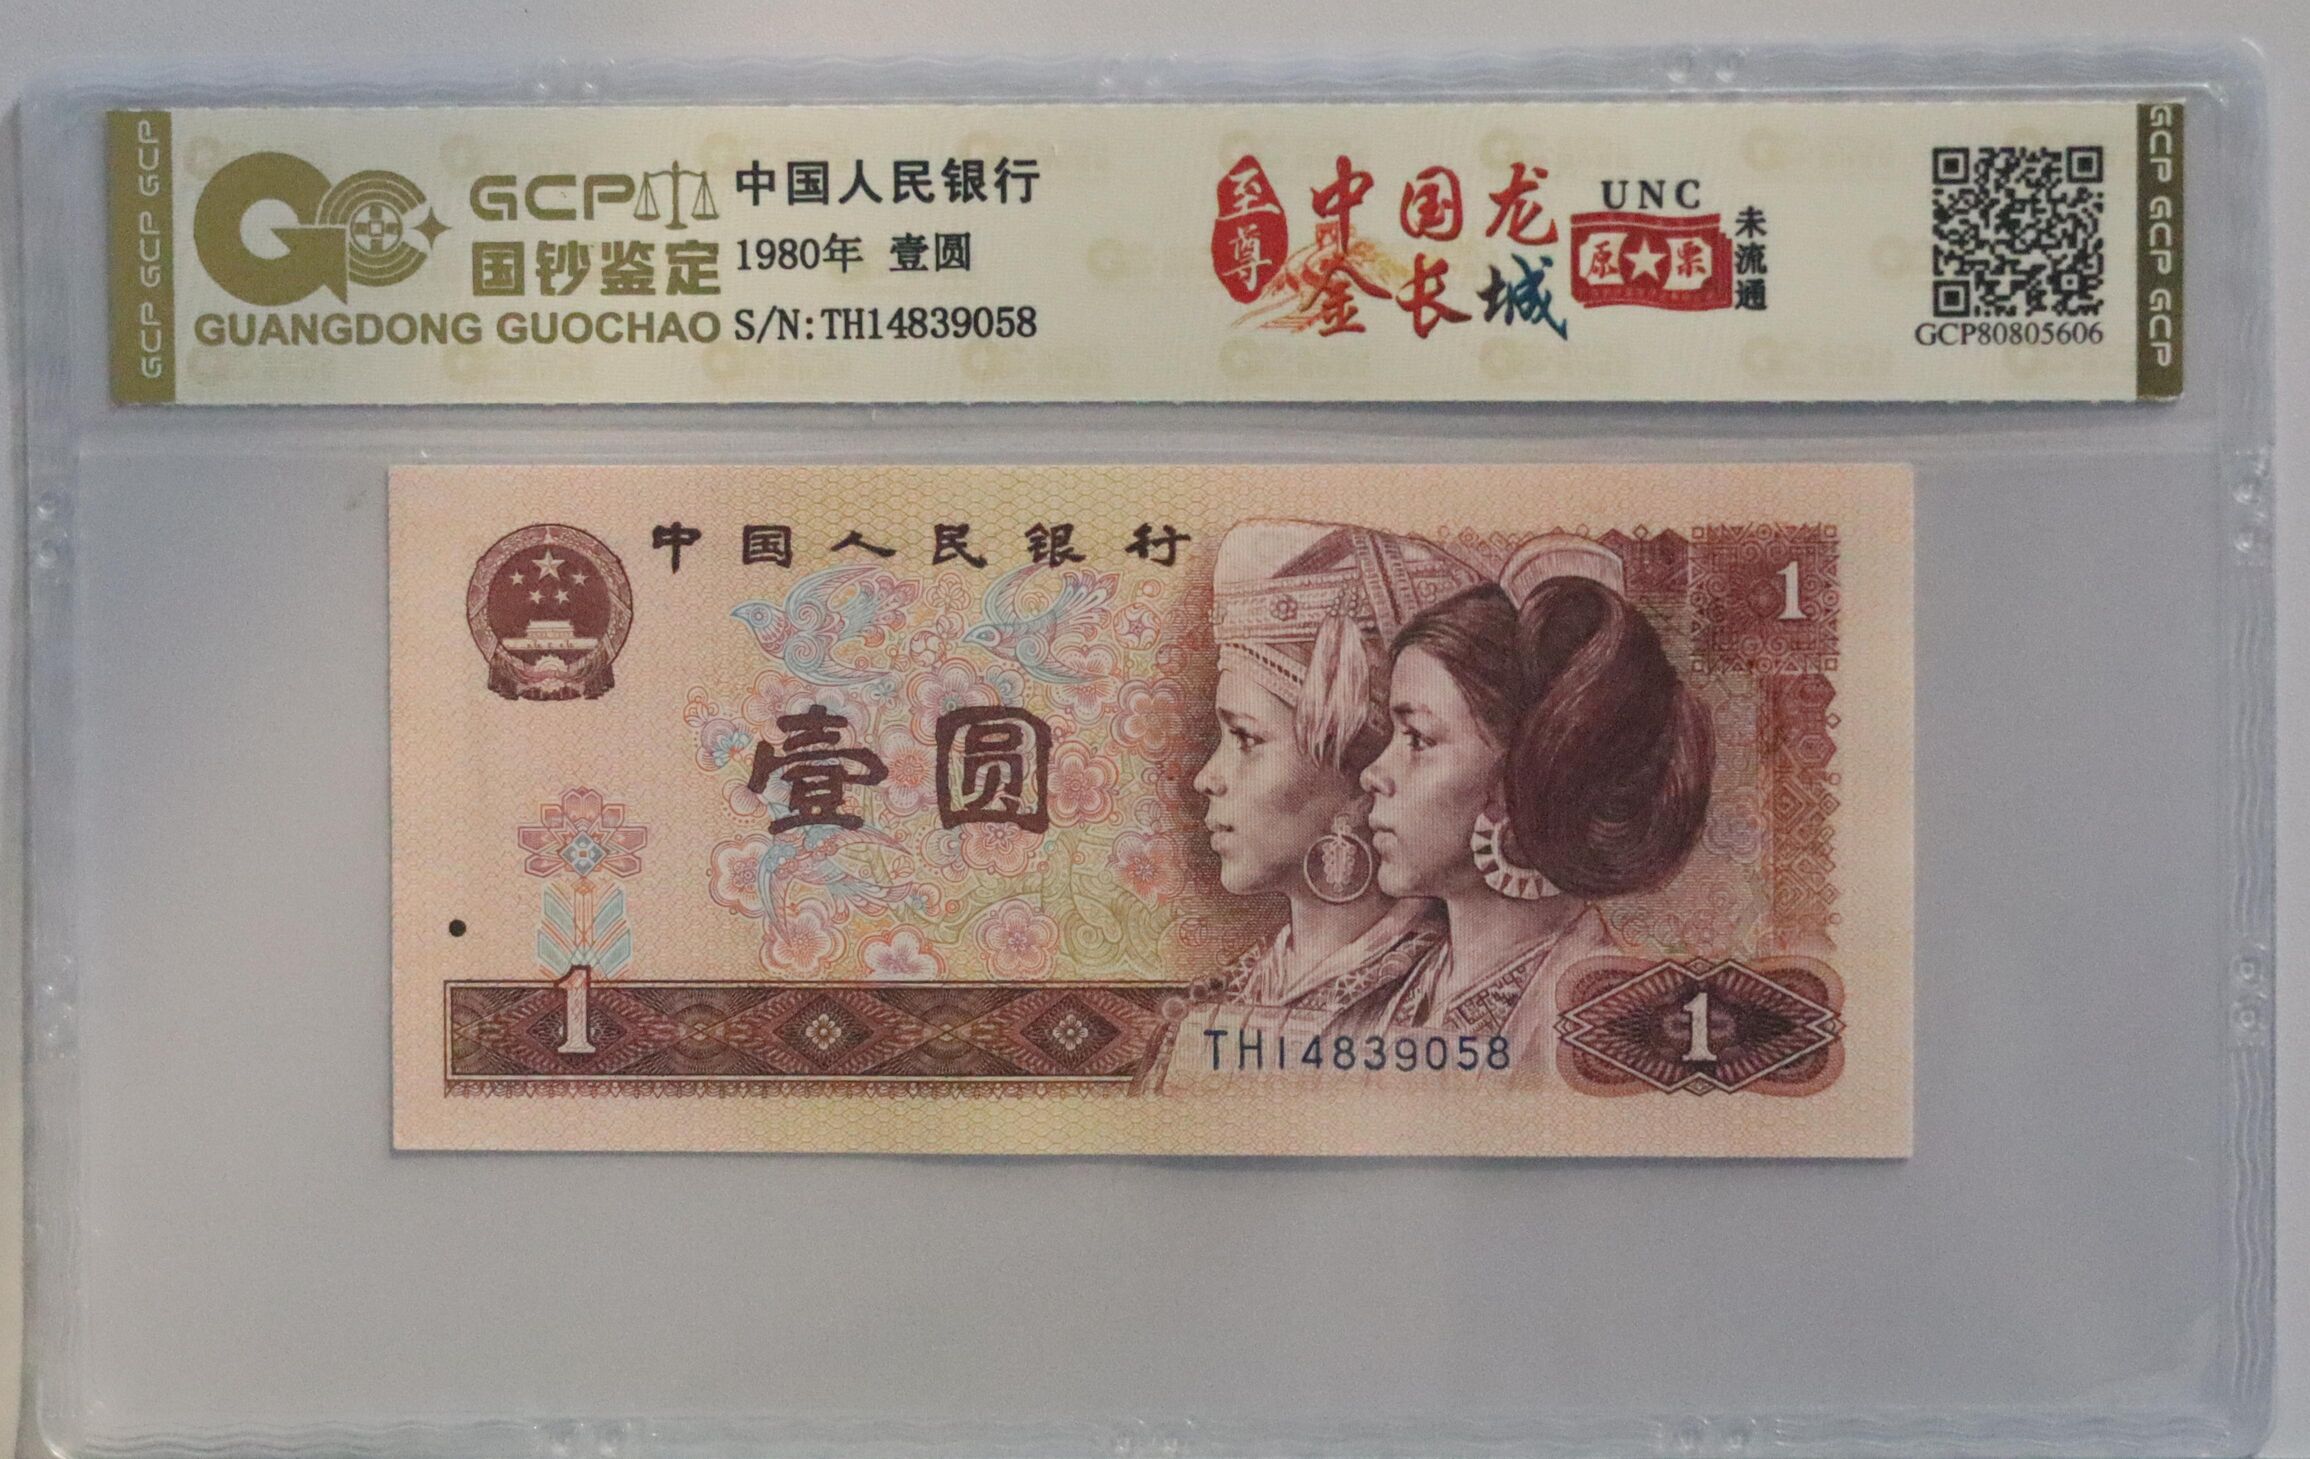 GCP GCP GCP
GCP
国钞鉴定
GUANGDONG GUOCHAO
中国人民银行
1980年 壹圆
S/N:TH14839058
至尊
中国龙
金长城
UNC
原票
未流通
GCP80805606
GCP GCP GCP
中国人民银行
1
壹圆
1
TH14839058
1